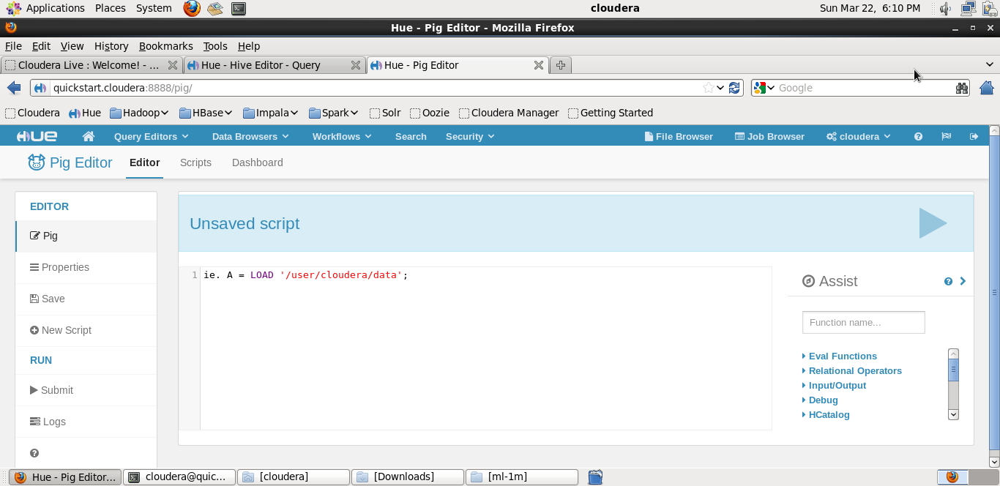 Applications Places System cloudera Sun Mar 22, 6:10 PM
Hue - Pig Editor - Mozilla Firefox
File Edit View History Bookmarks Tools Help
Cloudera Live : Welcome! - ... Hue - Hive Editor - Query Hue - Pig Editor
quickstart.cloudera:8888/pig/ Google
Cloudera Hue Hadoop HBase Impala Spark Solr Oozie Cloudera Manager Getting Started
HUE Query Editors Data Browsers Workflows Search Security File Browser Job Browser cloudera
Pig Editor Editor Scripts Dashboard
EDITOR
Pig
Properties
Save
New Script
RUN
Submit
Logs
Unsaved script
1 ie. A = LOAD '/user/cloudera/data';
Assist
Function name...
Eval Functions
Relational Operators
Input/Output
Debug
HCatalog
Hue - Pig Editor... cloudera@quic... [cloudera] [Downloads] [ml-1m]